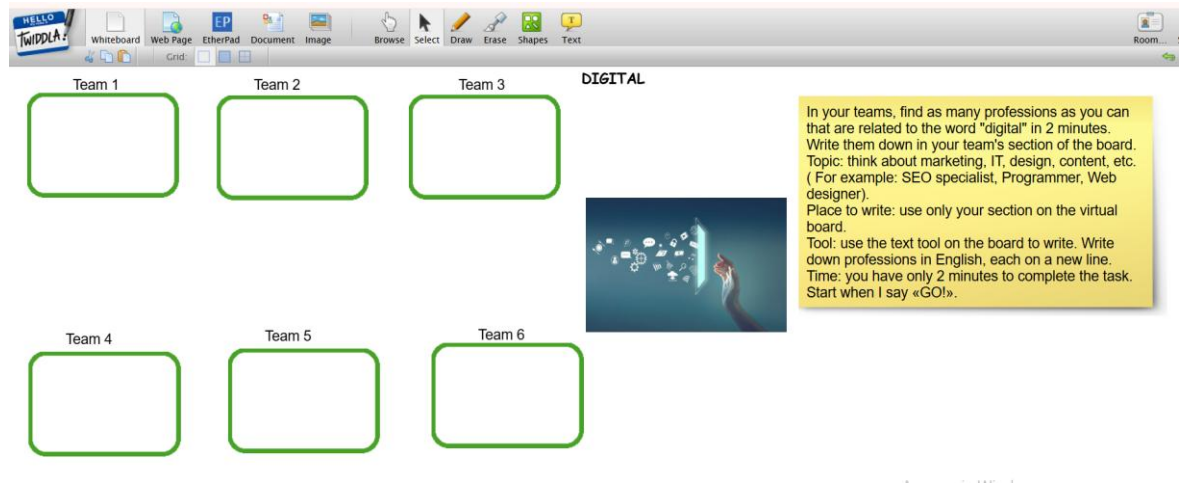 HELLO
TWIDDLA!
Whiteboard Web Page EtherPad Document Image Browse Select Draw Erase Shapes Text Room...
EP
T
Grid:
Team 1 Team 2 Team 3 DIGITAL
In your teams, find as many professions as you can
that are related to the word "digital" in 2 minutes.
Write them down in your team's section of the board.
Topic: think about marketing, IT, design, content, etc.
( For example: SEO specialist, Programmer, Web
designer).
Place to write: use only your section on the virtual
board.
Tool: use the text tool on the board to write. Write
down professions in English, each on a new line.
Time: you have only 2 minutes to complete the task.
Start when I say «GO!».
Team 4 Team 5 Team 6